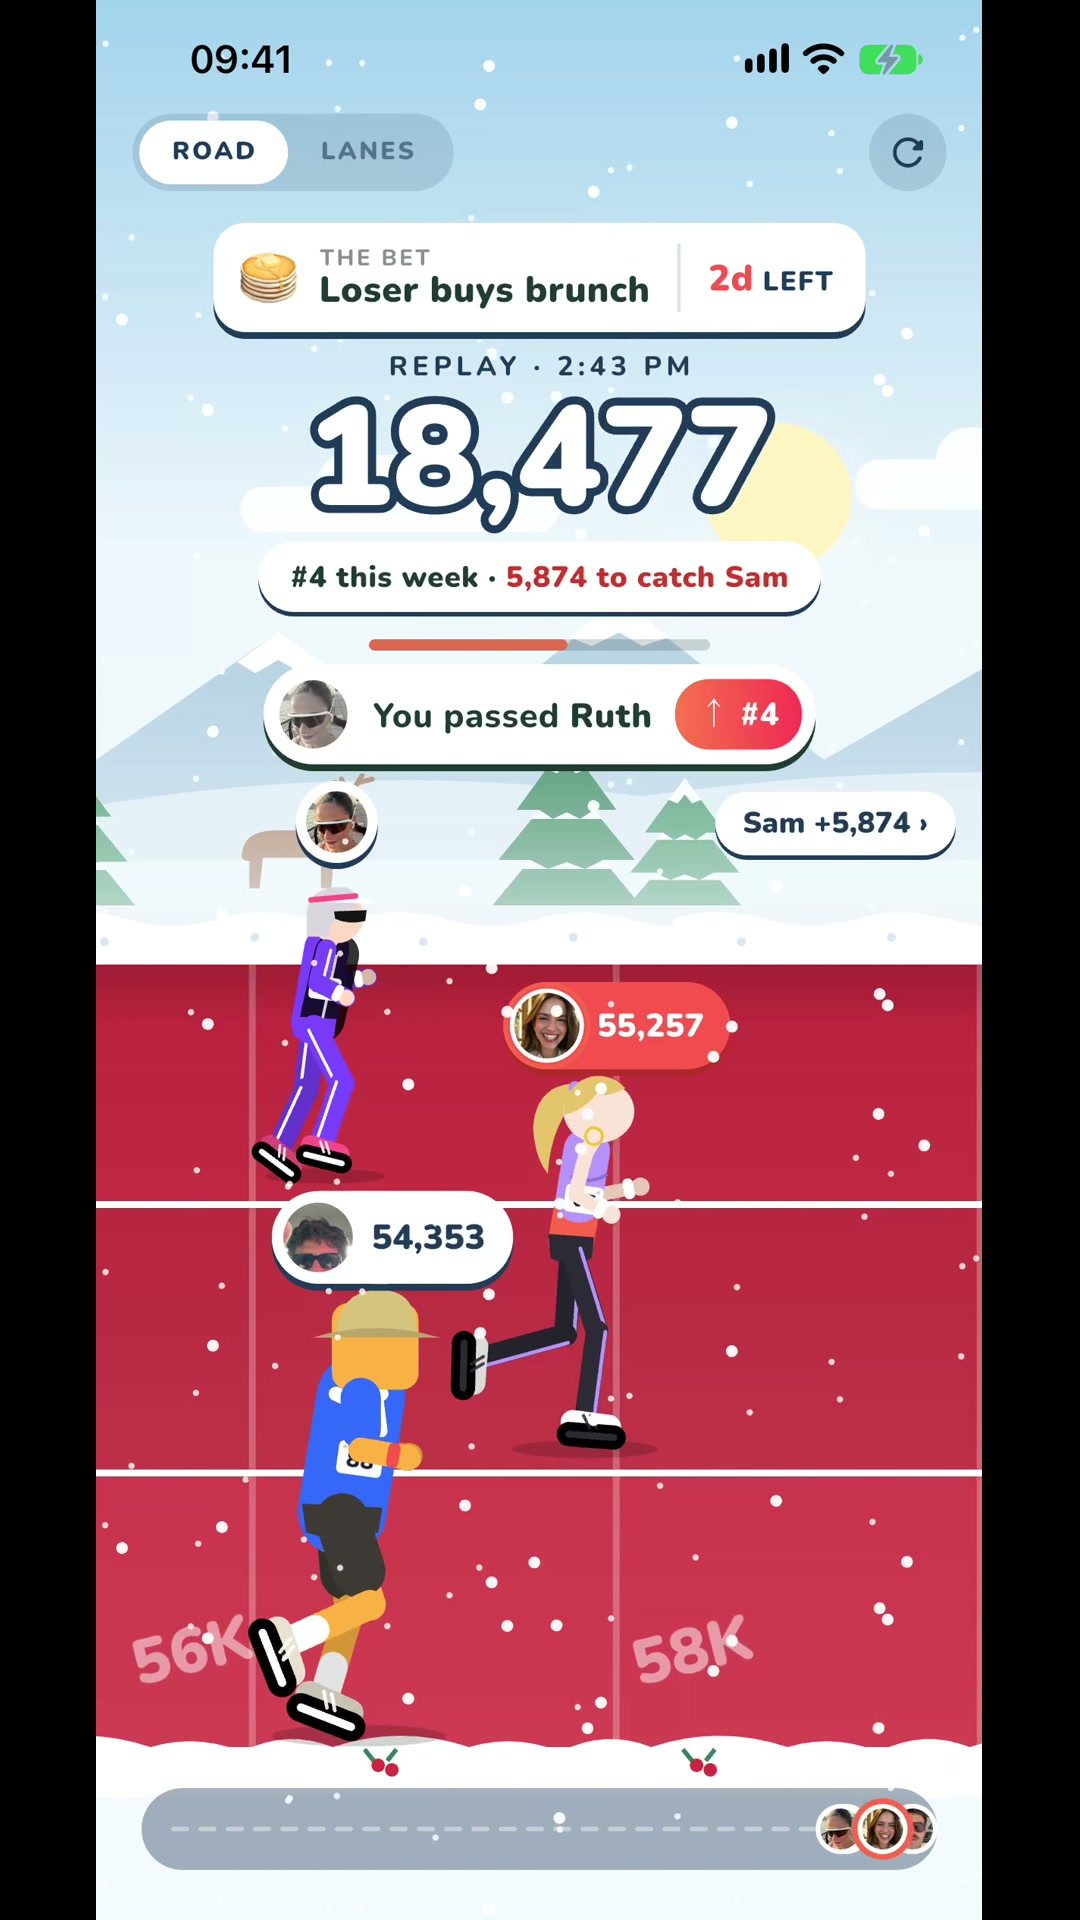 09:41
ROAD LANES
THE BET
Loser buys brunch
2d LEFT
REPLAY · 2:43 PM
18,477
#4 this week · 5,874 to catch Sam
You passed Ruth
↑ #4
Sam +5,874 ›
55,257
54,353
56K
58K